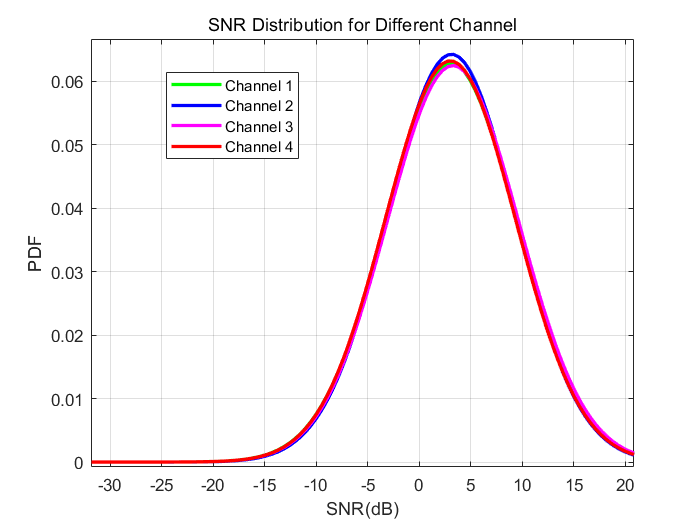 SNR Distribution for Different Channel
Channel 1
Channel 2
Channel 3
Channel 4
PDF
0.06
0.05
0.04
0.03
0.02
0.01
0
-30 -25 -20 -15 -10 -5 0 5 10 15 20
SNR(dB)